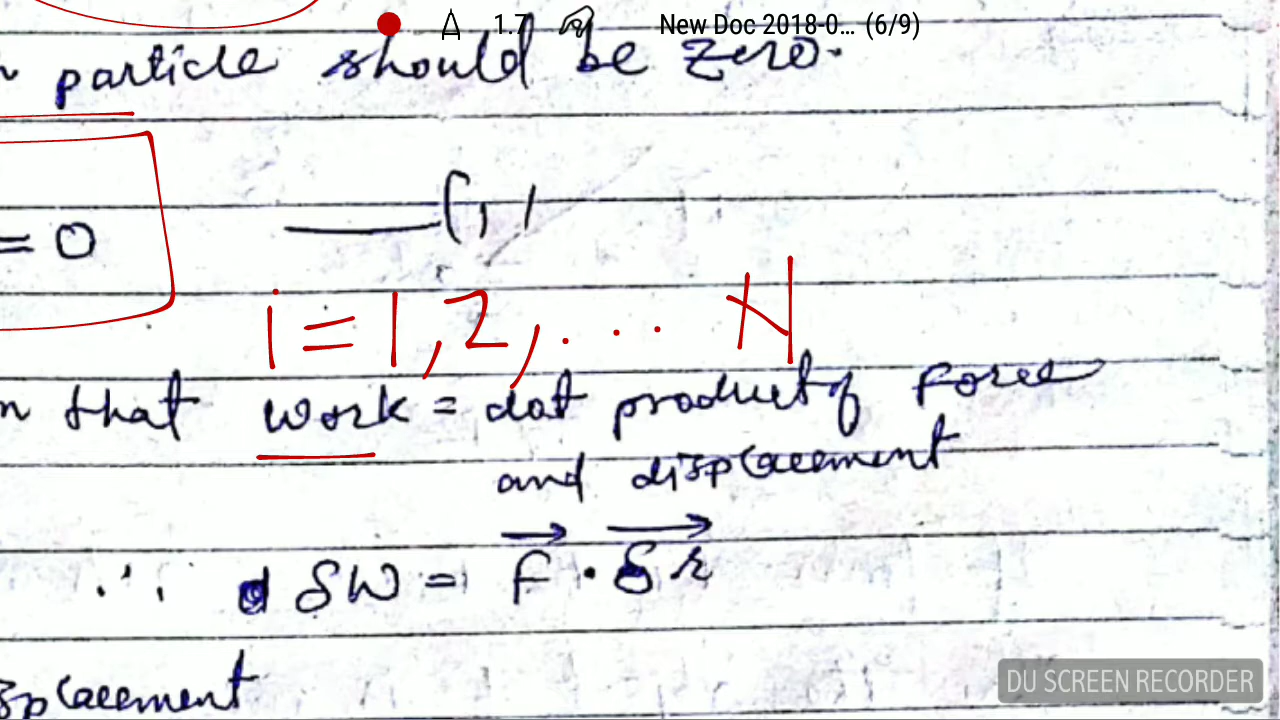 1.7 New Doc 2018-0... (6/9)
particle should be zero.
= 0 —(1)
i = 1, 2, . . . N
that work = dot product of force
and displacement
∴ δW = F · δr
placement
DU SCREEN RECORDER